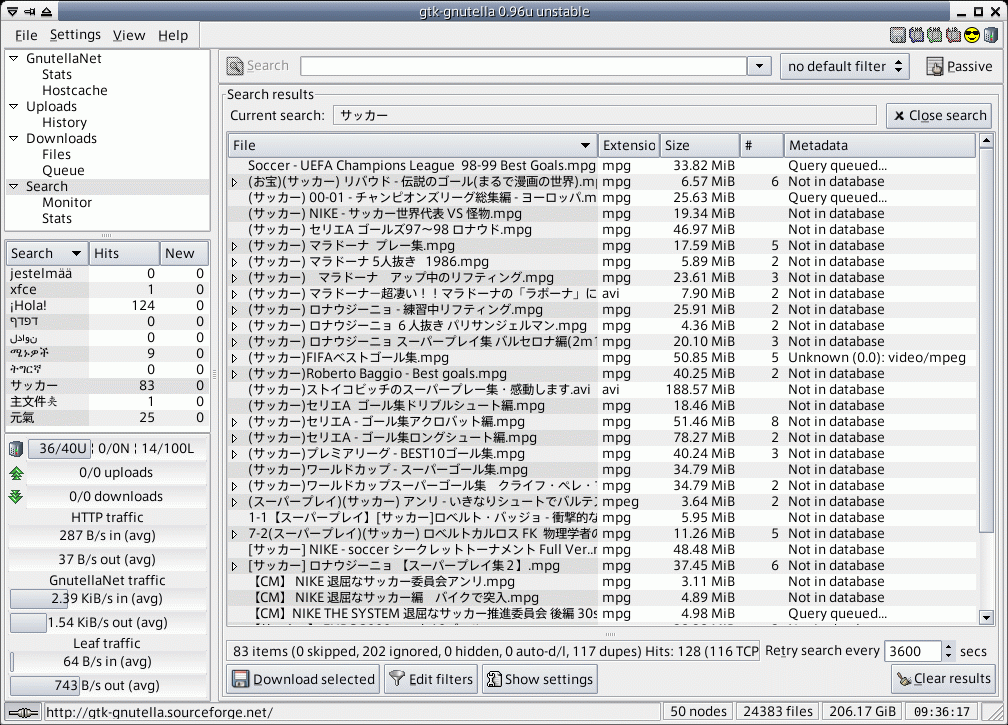 gtk-gnutella 0.96u unstable
File Settings View Help
GnutellaNet
Stats
Hostcache
Uploads
History
Downloads
Files
Queue
Search
Monitor
Stats
Search Hits New
jestelmää 0 0
xfce 1 0
¡Hola! 124 0
דפדף 0 0
نوادل 0 0
ሚኑዎች 9 0
ትግርኛ 0 0
サッカー 83 0
主文件夹 1 0
元氣 25 0
36/40U ¦ 0/0N ¦ 14/100L
0/0 uploads
0/0 downloads
HTTP traffic
287 B/s in (avg)
37 B/s out (avg)
GnutellaNet traffic
2.39 KiB/s in (avg)
1.54 KiB/s out (avg)
Leaf traffic
64 B/s in (avg)
743 B/s out (avg)
Search no default filter Passive
Search results
Current search: サッカー Close search
File Extensio Size # Metadata
Soccer - UEFA Champions League 98-99 Best Goals.mpg mpg 33.82 MiB Query queued...
(お宝)(サッカー) リバウド - 伝説のゴール(まるで漫画の世界).m mpg 6.57 MiB 6 Not in database
(サッカー) 00-01 - チャンピオンズリーグ総集編 - ヨーロッパ.m mpg 25.63 MiB Query queued...
(サッカー) NIKE - サッカー世界代表 VS 怪物.mpg mpg 19.34 MiB Not in database
(サッカー) セリエA ゴールズ97〜98 ロナウド.mpg mpg 46.97 MiB Not in database
(サッカー) マラドーナ プレー集.mpg mpg 17.59 MiB 5 Not in database
(サッカー) マラドーナ 5人抜き 1986.mpg mpg 5.89 MiB 2 Not in database
(サッカー) マラドーナ アップ中のリフティング.mpg mpg 23.61 MiB 3 Not in database
(サッカー) マラドーナー超凄い！！マラドーナの「ラボーナ」に avi 7.90 MiB 2 Not in database
(サッカー) ロナウジーニョ - 練習中リフティング.mpg mpg 25.91 MiB 2 Not in database
(サッカー) ロナウジーニョ ６人抜き パリサンジェルマン.mpg mpg 4.36 MiB 2 Not in database
(サッカー) ロナウジーニョ スーパープレイ集 バルセロナ編(2m mpg 20.10 MiB 3 Not in database
(サッカー)FIFAベストゴール集.mpg mpg 50.85 MiB 5 Unknown (0.0): video/mpeg
(サッカー)Roberto Baggio - Best goals.mpg mpg 40.25 MiB 2 Not in database
(サッカー)ストイコビッチのスーパープレー集・感動します.avi avi 188.57 MiB Not in database
(サッカー)セリエA ゴール集ドリブルシュート編.mpg mpg 18.46 MiB Not in database
(サッカー)セリエA - ゴール集アクロバット編.mpg mpg 51.46 MiB 8 Not in database
(サッカー)セリエA - ゴール集ロングシュート編.mpg mpg 78.27 MiB 2 Not in database
(サッカー)プレミアリーグ - BEST10ゴール集.mpg mpg 40.24 MiB 3 Not in database
(サッカー)ワールドカップ - スーパーゴール集.mpg mpg 34.79 MiB Not in database
(サッカー)ワールドカップスーパーゴール集 クライフ・ペレ・ mpg 34.79 MiB 2 Not in database
(スーパープレイ)(サッカー) アンリ - いきなりシュートでバルテ mpeg 3.64 MiB 2 Not in database
1-1【スーパープレイ】[サッカー]ロベルト・バッジョ - 衝撃的な mpg 5.95 MiB Not in database
7-2(スーパープレイ)(サッカー) ロベルトカルロス FK 物理学者の mpg 11.26 MiB 5 Not in database
[サッカー] NIKE - soccer シークレットトーナメント Full Ver..r mpg 48.48 MiB Not in database
[サッカー] ロナウジーニョ 【スーパープレイ集２】.mpg mpg 37.45 MiB 6 Not in database
【CM】 NIKE 退屈なサッカー委員会アンリ.mpg mpg 3.11 MiB Not in database
【CM】 NIKE 退屈なサッカー編 バイクで突入.mpg mpg 4.89 MiB Not in database
【CM】NIKE THE SYSTEM 退屈なサッカー推進委員会 後編 30s mpg 4.98 MiB Query queued...
83 items (0 skipped, 202 ignored, 0 hidden, 0 auto-d/l, 117 dupes) Hits: 128 (116 TCP Retry search every 3600 secs
Download selected Edit filters Show settings Clear results
http://gtk-gnutella.sourceforge.net/ 50 nodes 24383 files 206.17 GiB 09:36:17